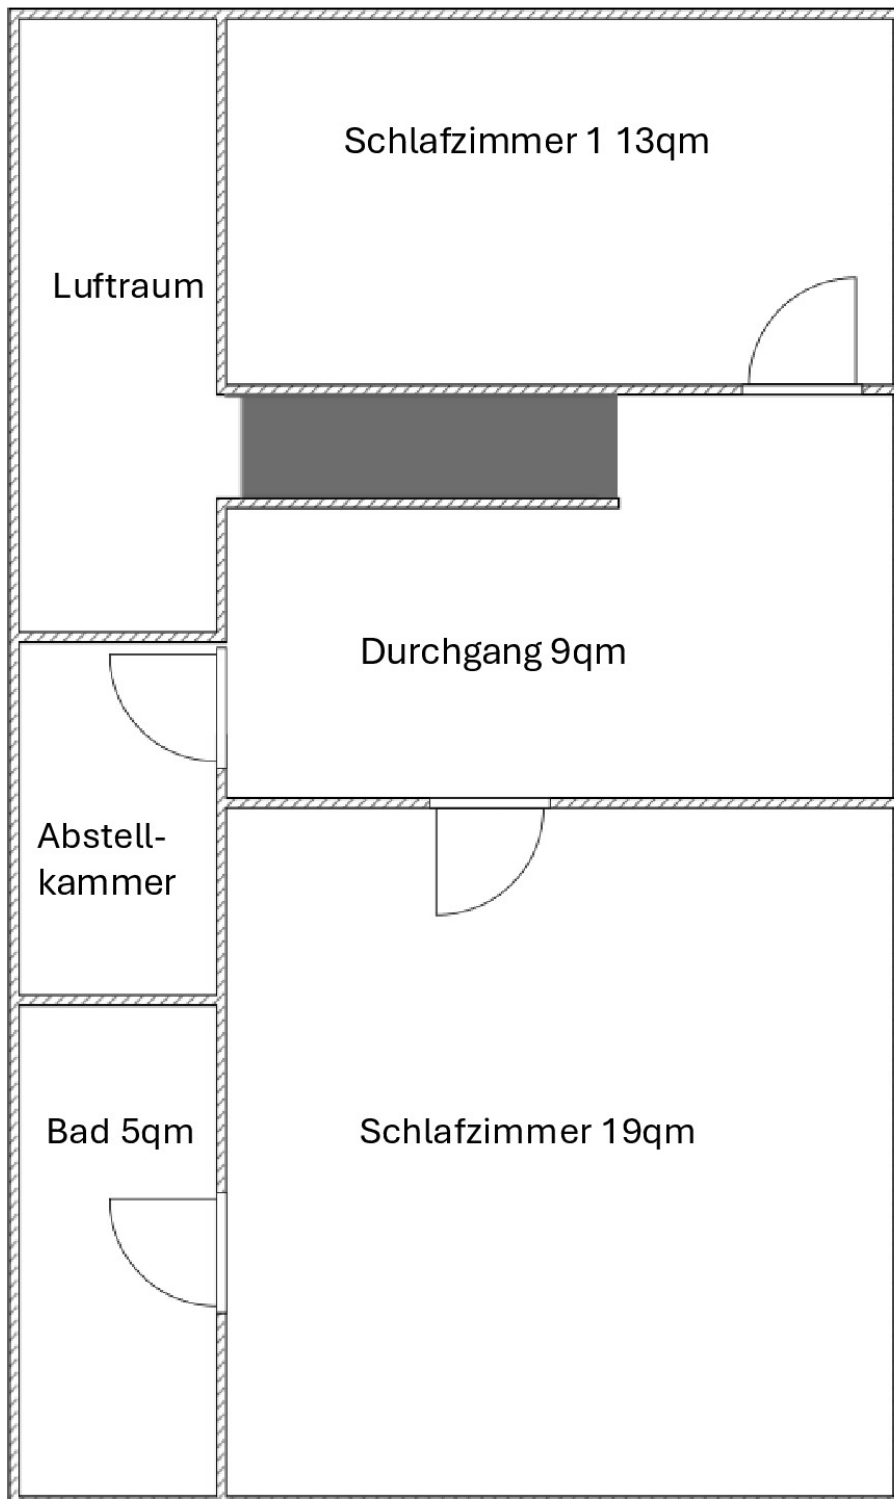 Schlafzimmer 1 13qm
Luftraum
Durchgang 9qm
Abstell-
kammer
Bad 5qm
Schlafzimmer 19qm